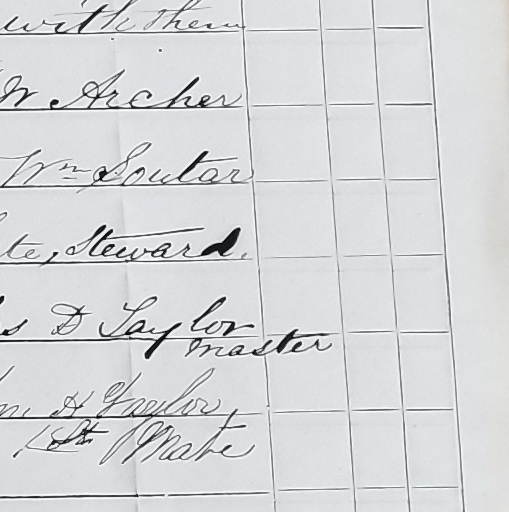 with them
W Archer
Wm Soutar
te, Steward.
s D Taylor
master
m H Taylor,
1st Mate